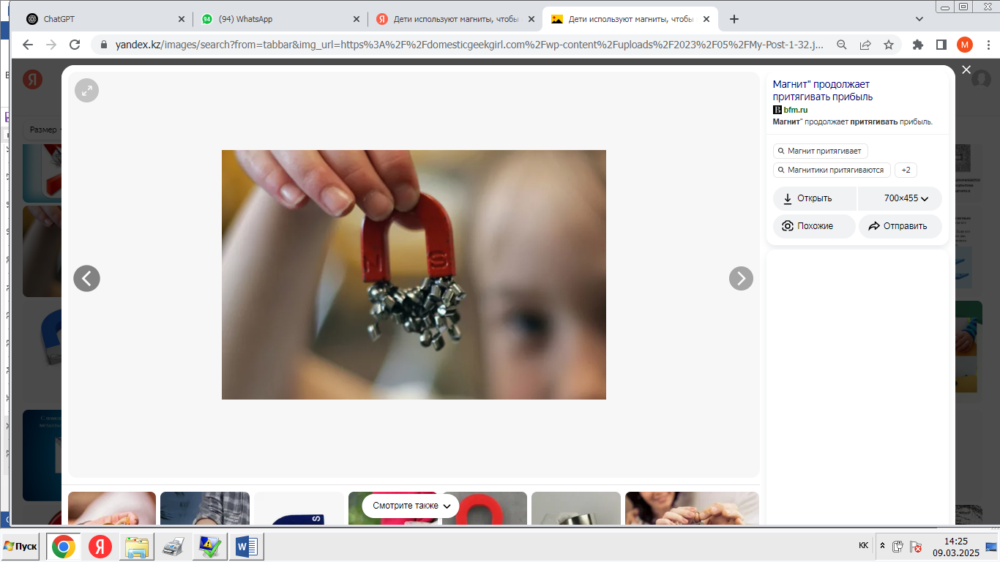 ChatGPT
(94) WhatsApp
Дети используют магниты, чтобы
Дети используют магниты, чтобы
yandex.kz/images/search?from=tabbar&img_url=https%3A%2F%2Fdomesticgeekgirl.com%2Fwp-content%2Fuploads%2F2023%2F05%2FMy-Post-1-32.j...
M
Я
Размер
Магнит" продолжает
притягивать прибыль
bfm.ru
Магнит" продолжает притягивать прибыль.
Магнит притягивает
Магнитики притягиваются
+2
Открыть
700×455
Похожие
Отправить
N S
S
Смотрите также
Пуск
Я
KK
14:25
09.03.2025